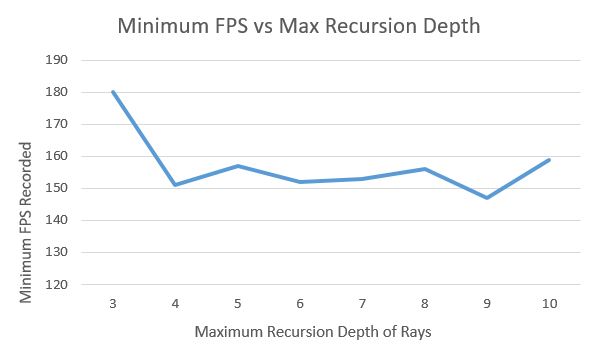 Minimum FPS vs Max Recursion Depth
Minimum FPS Recorded
190
180
170
160
150
140
130
120
3 4 5 6 7 8 9 10
Maximum Recursion Depth of Rays